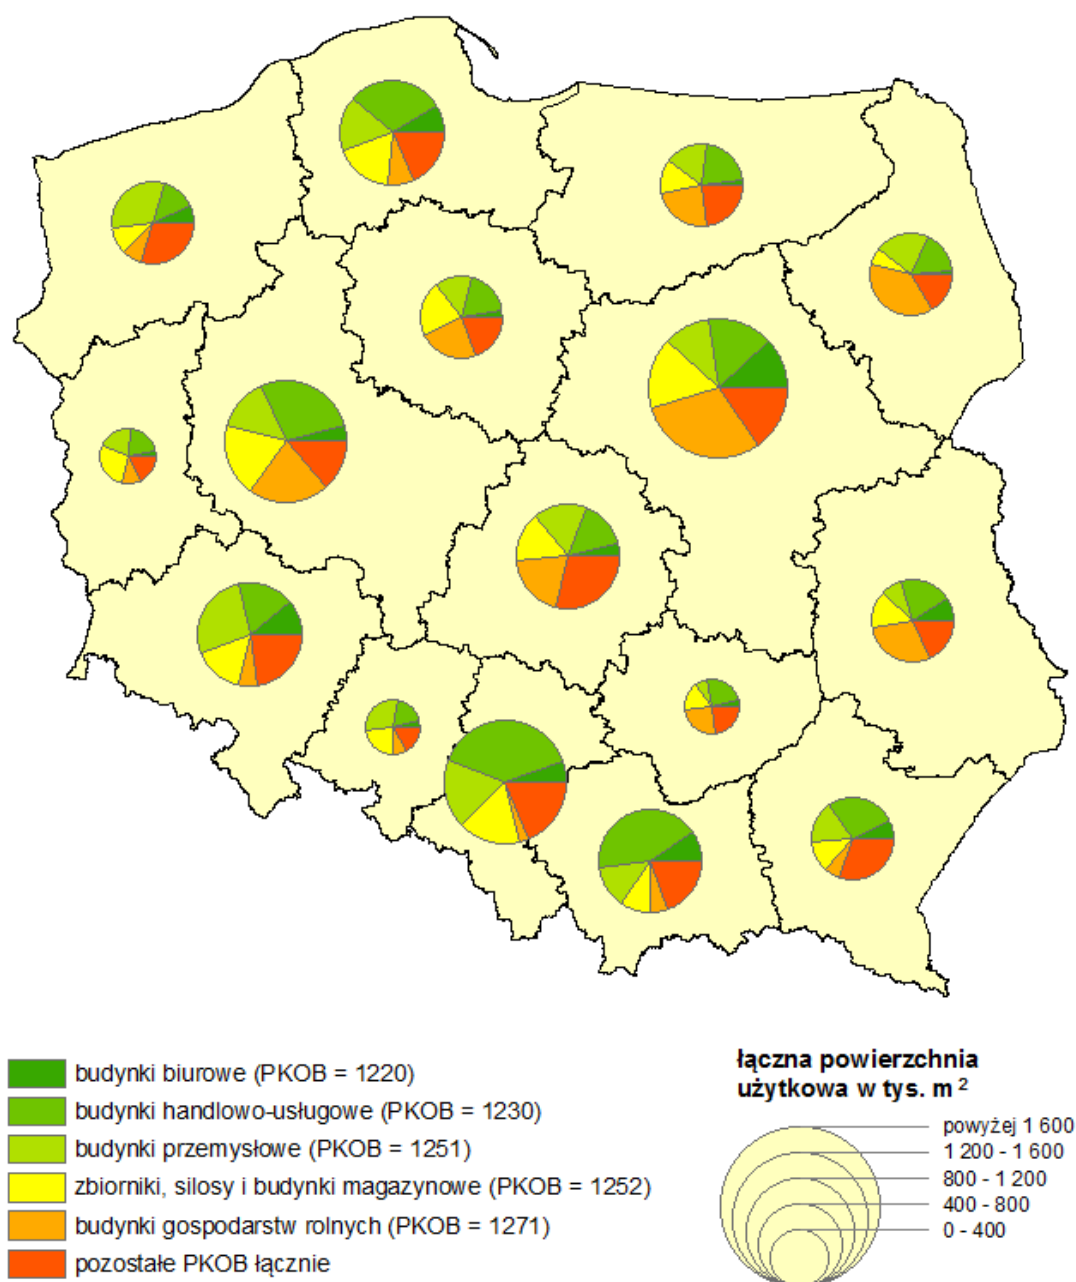 budynki biurowe (PKOB = 1220)
budynki handlowo-usługowe (PKOB = 1230)
budynki przemysłowe (PKOB = 1251)
zbiorniki, silosy i budynki magazynowe (PKOB = 1252)
budynki gospodarstw rolnych (PKOB = 1271)
pozostałe PKOB łącznie
łączna powierzchnia
użytkowa w tys. m ²
powyżej 1 600
1 200 - 1 600
800 - 1 200
400 - 800
0 - 400